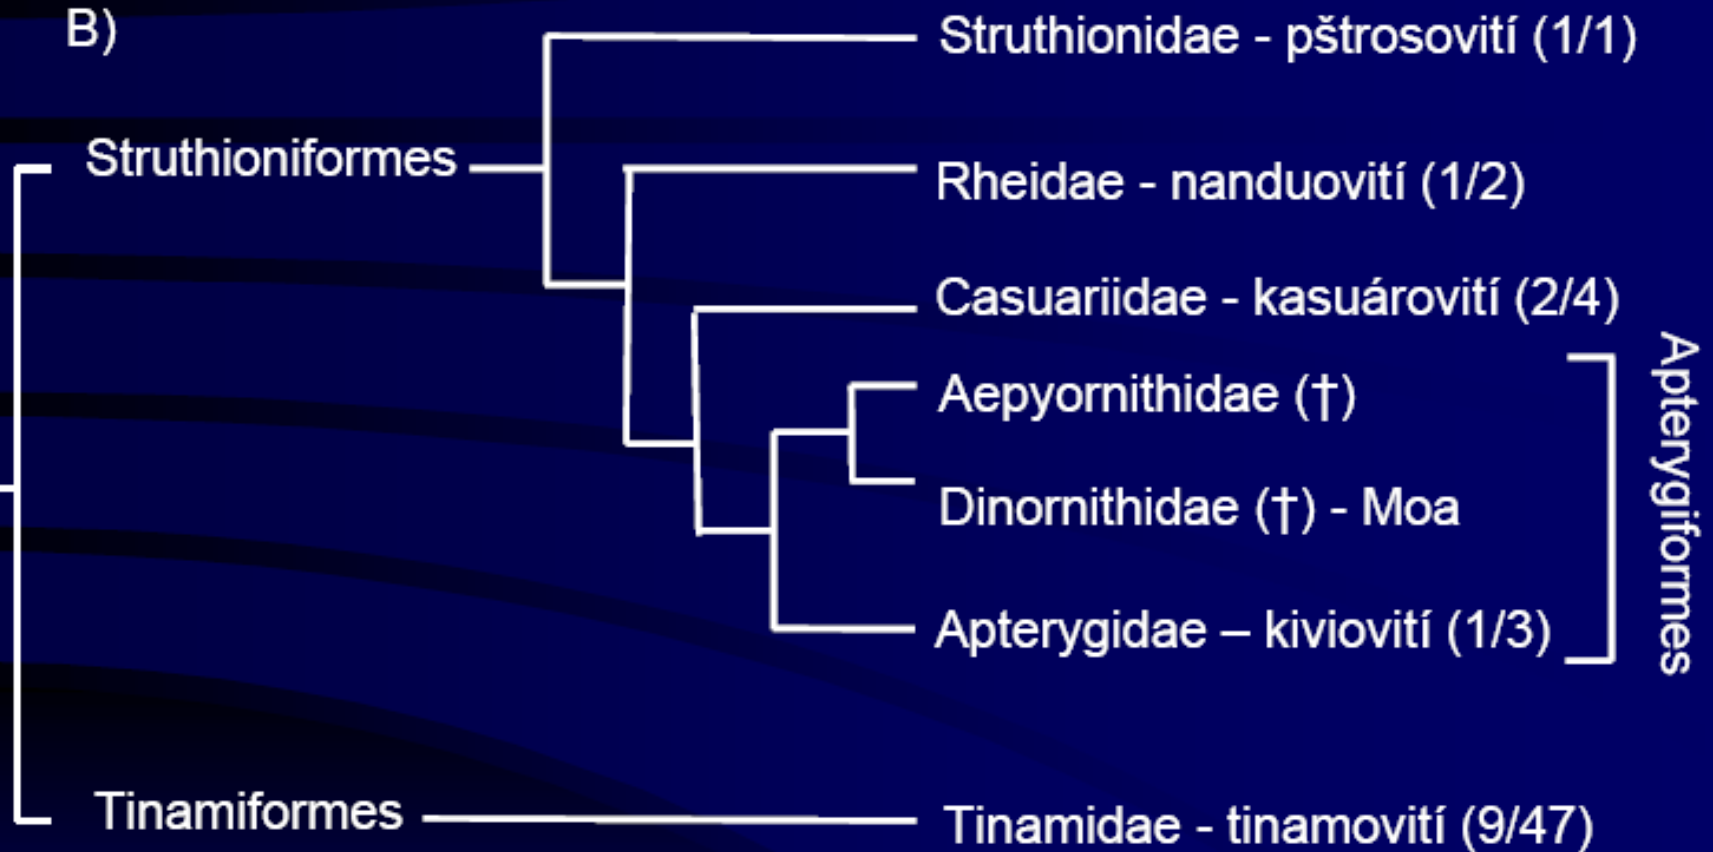 B)
Struthionidae - pštrosovití (1/1)
Struthioniformes
Rheidae - nanduovití (1/2)
Casuariidae - kasuárovití (2/4)
Aepyornithidae (†)
Dinornithidae (†) - Moa
Apterygidae – kiviovití (1/3)
Apterygiformes
Tinamiformes
Tinamidae - tinamovití (9/47)